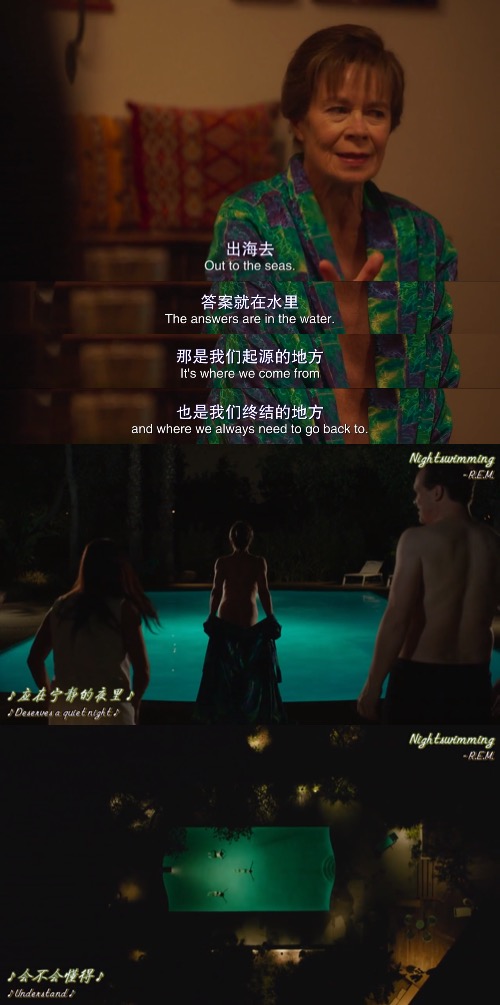 出海去
Out to the seas.
答案就在水里
The answers are in the water.
那是我们起源的地方
It's where we come from
也是我们终结的地方
and where we always need to go back to.
Nightswimming
-R.E.M.
♪立在宁静的夜里♪
♪Deserves a quiet night♪
Nightswimming
-R.E.M.
♪会不会懂得♪
♪Understand♪